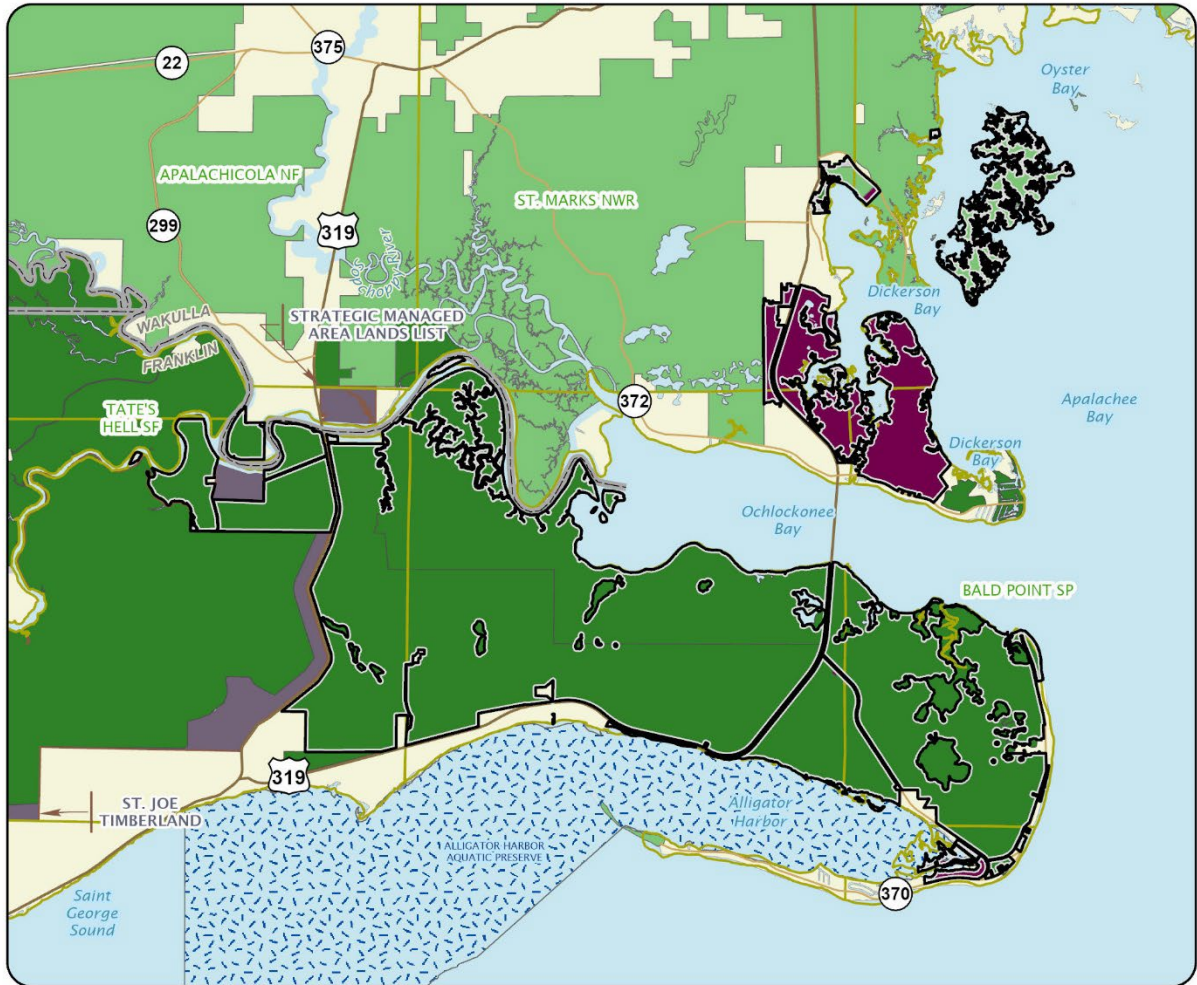 375
22
Oyster
Bay
APALACHICOLA NF
ST. MARKS NWR
299
319
Sopchoppy River
Dickerson
Bay
WAKULLA
FRANKLIN
STRATEGIC MANAGED
AREA LANDS LIST
TATE'S
HELL SF
372
Apalachee
Bay
Dickerson
Bay
Ochlockonee
Bay
BALD POINT SP
319
ST. JOE
TIMBERLAND
Alligator
Harbor
ALLIGATOR HARBOR
AQUATIC PRESERVE
370
Saint
George
Sound